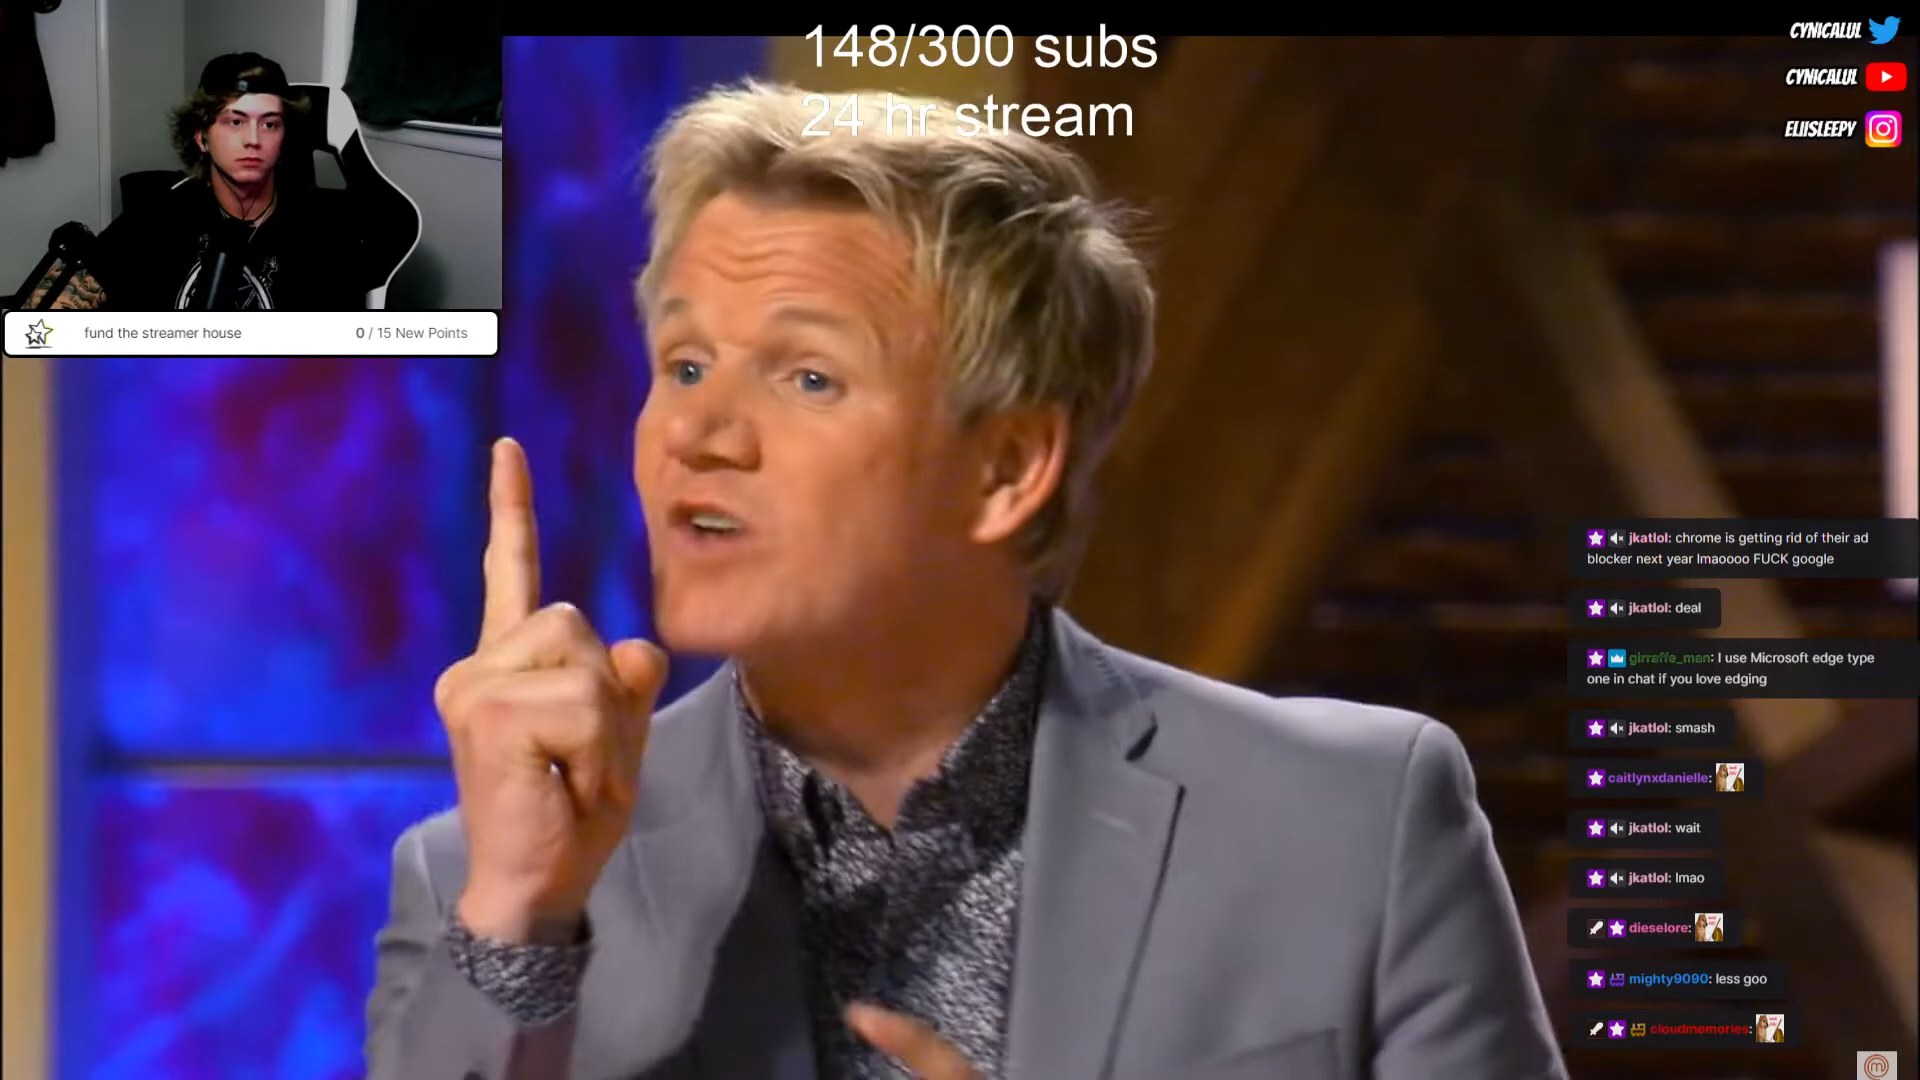 148/300 subs
24 hr stream
CYNICALUL
CYNICALUL
ELIISLEEPY
fund the streamer house
0 / 15 New Points
jkatlol: chrome is getting rid of their ad
blocker next year lmaoooo FUCK google
jkatlol: deal
girraffe_man: I use Microsoft edge type
one in chat if you love edging
jkatlol: smash
caitlynxdanielle:
jkatlol: wait
jkatlol: lmao
dieselore:
mighty9090: less goo
cloudmemories: